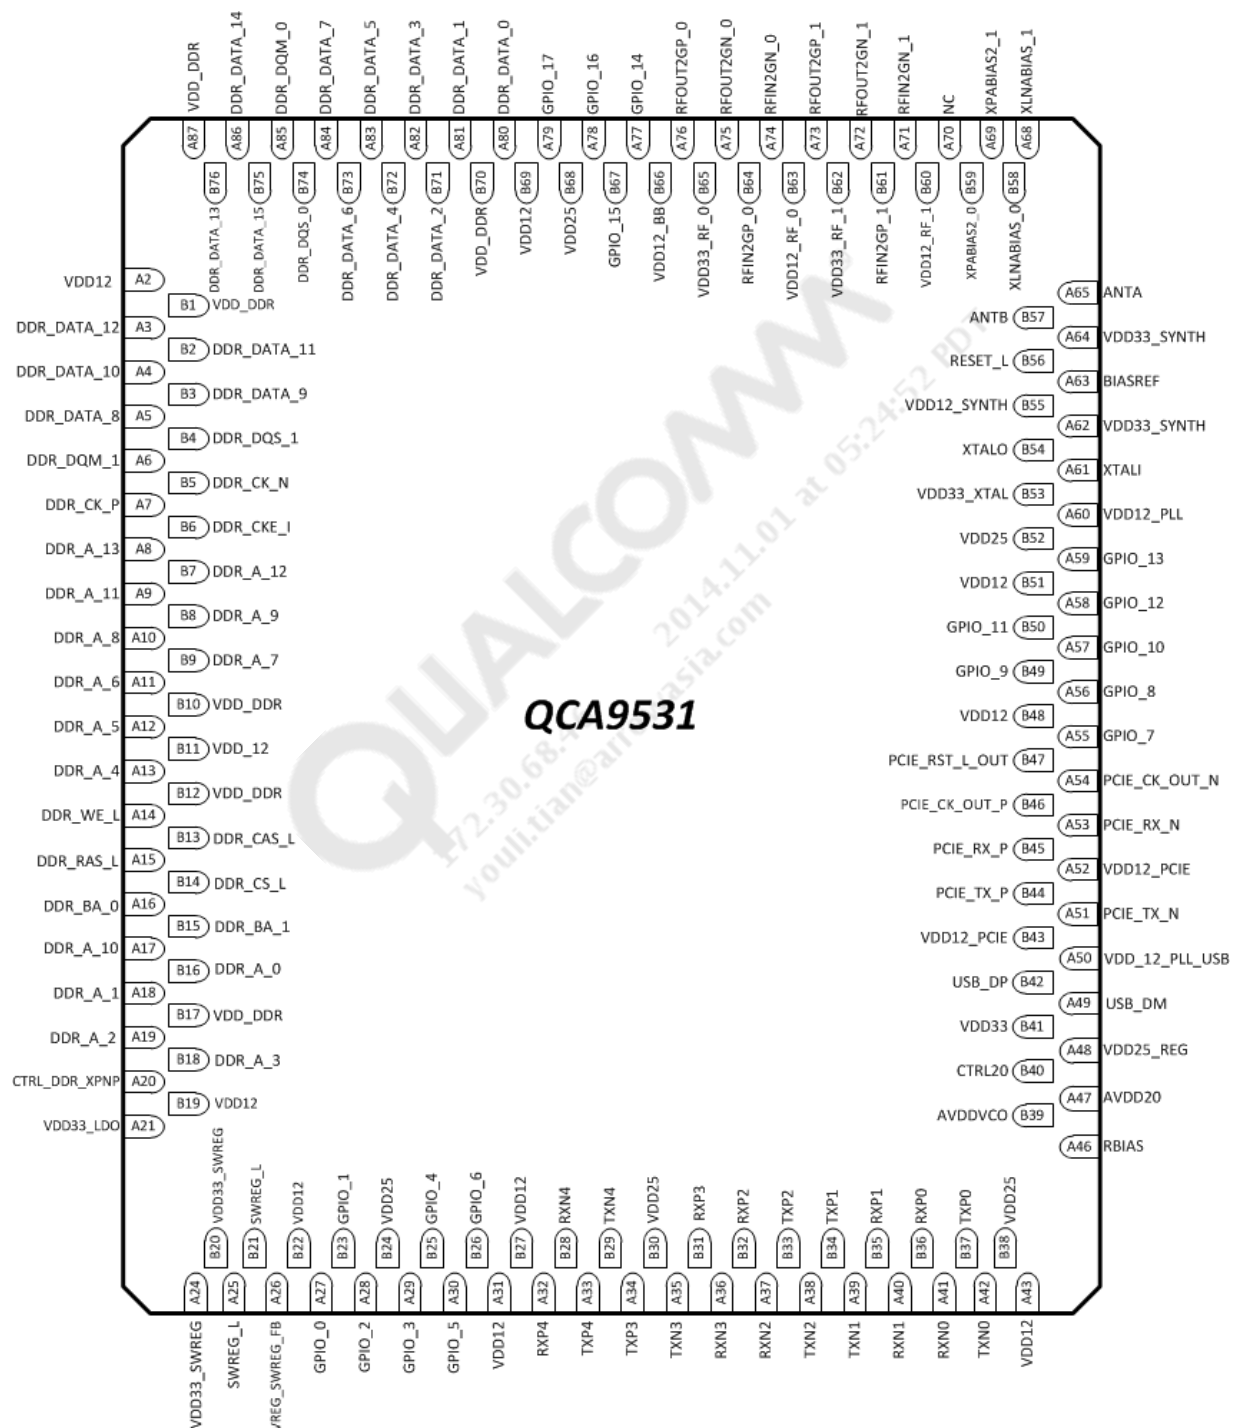 VDD_DDR
DDR_DATA_14
DDR_DQM_0
DDR_DATA_7
DDR_DATA_5
DDR_DATA_3
DDR_DATA_1
DDR_DATA_0
GPIO_17
GPIO_16
GPIO_14
RFOUT2GP_0
RFOUT2GN_0
RFIN2GN_0
RFOUT2GP_1
RFOUT2GN_1
RFIN2GN_1
NC
XPABIAS2_1
XLNABIAS_1
A87
A86
A85
A84
A83
A82
A81
A80
A79
A78
A77
A76
A75
A74
A73
A72
A71
A70
A69
A68
B76
B75
B74
B73
B72
B71
B70
B69
B68
B67
B66
B65
B64
B63
B62
B61
B60
B59
B58
DDR_DATA_13
DDR_DATA_15
DDR_DQS_0
DDR_DATA_6
DDR_DATA_4
DDR_DATA_2
VDD_DDR
VDD12
VDD25
GPIO_15
VDD12_BB
VDD33_RF_0
RFIN2GP_0
VDD12_RF_0
VDD33_RF_1
RFIN2GP_1
VDD12_RF_1
XPABIAS2_0
XLNABIAS_0
VDD12 A2
B1 VDD_DDR
DDR_DATA_12 A3
B2 DDR_DATA_11
DDR_DATA_10 A4
B3 DDR_DATA_9
DDR_DATA_8 A5
B4 DDR_DQS_1
DDR_DQM_1 A6
B5 DDR_CK_N
DDR_CK_P A7
B6 DDR_CKE_I
DDR_A_13 A8
B7 DDR_A_12
DDR_A_11 A9
B8 DDR_A_9
DDR_A_8 A10
B9 DDR_A_7
DDR_A_6 A11
B10 VDD_DDR
DDR_A_5 A12
B11 VDD_12
DDR_A_4 A13
B12 VDD_DDR
DDR_WE_L A14
B13 DDR_CAS_L
DDR_RAS_L A15
B14 DDR_CS_L
DDR_BA_0 A16
B15 DDR_BA_1
DDR_A_10 A17
B16 DDR_A_0
DDR_A_1 A18
B17 VDD_DDR
DDR_A_2 A19
B18 DDR_A_3
CTRL_DDR_XPNP A20
B19 VDD12
VDD33_LDO A21
QUALCOMM
2014.11.01 at 05:24:52 PDT
QCA9531
A65 ANTA
ANTB B57
A64 VDD33_SYNTH
RESET_L B56
A63 BIASREF
VDD12_SYNTH B55
A62 VDD33_SYNTH
XTALO B54
A61 XTALI
VDD33_XTAL B53
A60 VDD12_PLL
VDD25 B52
A59 GPIO_13
VDD12 B51
A58 GPIO_12
GPIO_11 B50
A57 GPIO_10
GPIO_9 B49
A56 GPIO_8
VDD12 B48
A55 GPIO_7
PCIE_RST_L_OUT B47
A54 PCIE_CK_OUT_N
PCIE_CK_OUT_P B46
A53 PCIE_RX_N
PCIE_RX_P B45
A52 VDD12_PCIE
PCIE_TX_P B44
A51 PCIE_TX_N
VDD12_PCIE B43
A50 VDD_12_PLL_USB
USB_DP B42
A49 USB_DM
VDD33 B41
A48 VDD25_REG
CTRL20 B40
A47 AVDD20
AVDDVCO B39
A46 RBIAS
VDD33_SWREG
SWREG_L
VDD12
GPIO_1
VDD25
GPIO_4
GPIO_6
VDD12
RXN4
TXN4
VDD25
RXP3
RXP2
TXP2
TXP1
RXP1
RXP0
TXP0
VDD25
B20
B21
B22
B23
B24
B25
B26
B27
B28
B29
B30
B31
B32
B33
B34
B35
B36
B37
B38
A24
A25
A26
A27
A28
A29
A30
A31
A32
A33
A34
A35
A36
A37
A38
A39
A40
A41
A42
A43
VDD33_SWREG
SWREG_L
VREG_SWREG_FB
GPIO_0
GPIO_2
GPIO_3
GPIO_5
VDD12
RXP4
TXP4
TXP3
TXN3
RXN3
RXN2
TXN2
TXN1
RXN1
RXN0
TXN0
VDD12